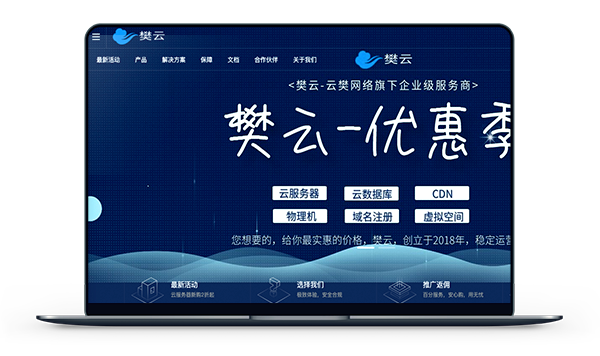 樊云
最新活动 产品 解决方案 保障 文档 合作伙伴 关于我们
樊云
<樊云-云樊网络旗下企业级服务商>
樊云-优惠季
云服务器 云数据库 CDN
物理机 域名注册 虚拟空间
您想要的，给你最实惠的价格，樊云，创立于2018年，稳定运营
最新活动 选择我们 推广返佣
云服务器新购2折起 极致体验，安全合规 百分服务，安心购，用无忧